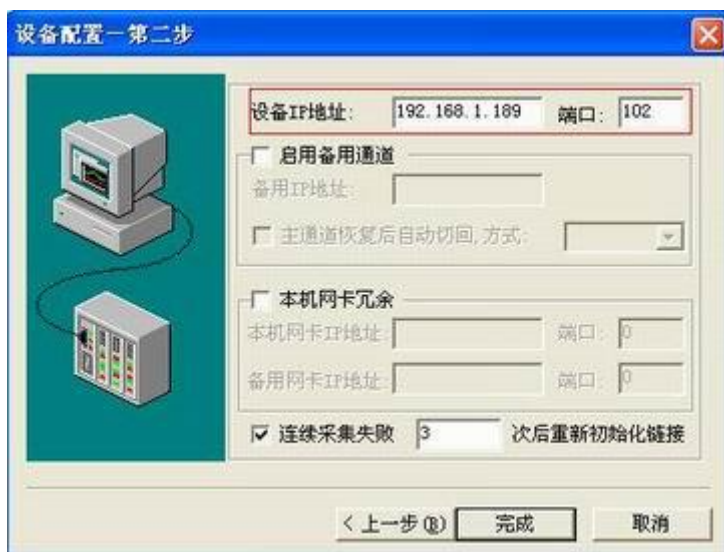 设备配置－第二步
设备IP地址: 192.168.1.189 端口: 102
启用备用通道
备用IP地址:
主通道恢复后自动切回,方式:
本机网卡冗余
本机网卡IP地址: 端口: 0
备用网卡IP地址: 端口: 0
连续采集失败 3 次后重新初始化链接
< 上一步(B) 完成 取消